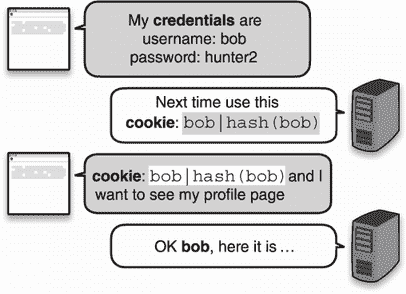 My credentials are
username: bob
password: hunter2
Next time use this
cookie: bob|hash(bob)
cookie: bob|hash(bob) and I
want to see my profile page
OK bob, here it is ...